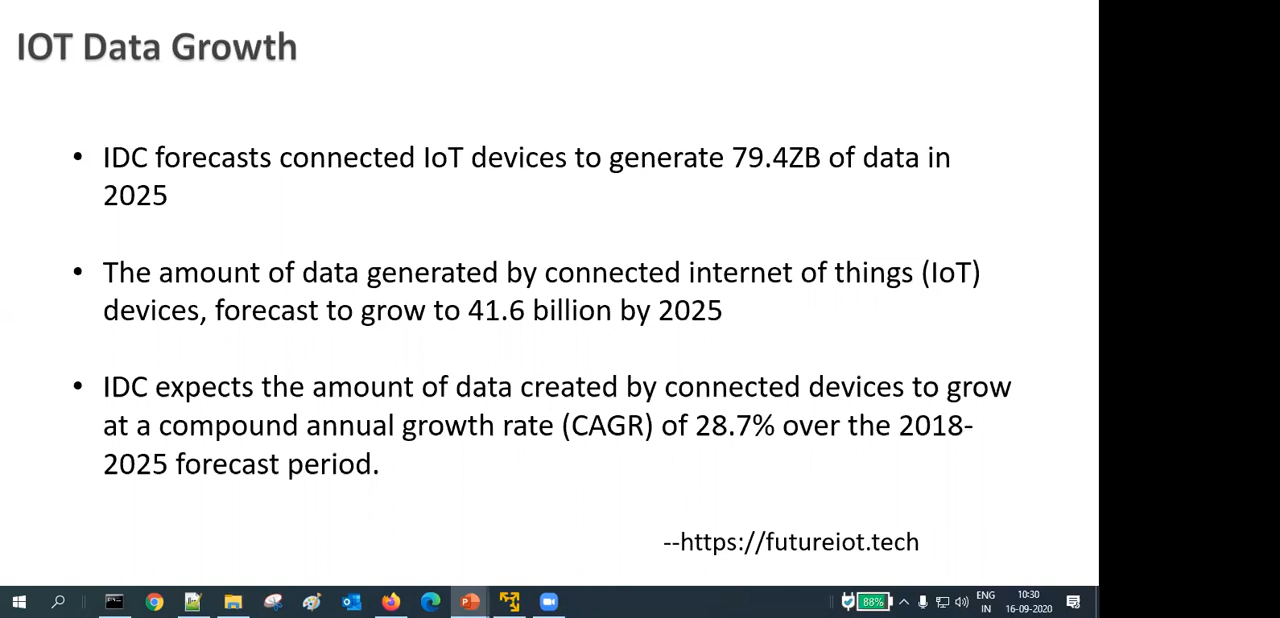 IOT Data Growth
• IDC forecasts connected IoT devices to generate 79.4ZB of data in
2025
• The amount of data generated by connected internet of things (IoT)
devices, forecast to grow to 41.6 billion by 2025
• IDC expects the amount of data created by connected devices to grow
at a compound annual growth rate (CAGR) of 28.7% over the 2018-
2025 forecast period.
--https://futureiot.tech
88%
ENG
IN
10:30
16-09-2020